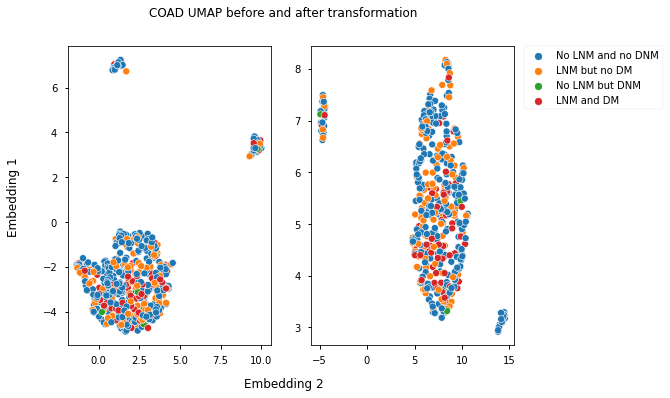 COAD UMAP before and after transformation
No LNM and no DNM
LNM but no DM
No LNM but DNM
LNM and DM
Embedding 1
6
4
2
0
−2
−4
0.0 2.5 5.0 7.5 10.0
8
7
6
5
4
3
−5 0 5 10 15
Embedding 2